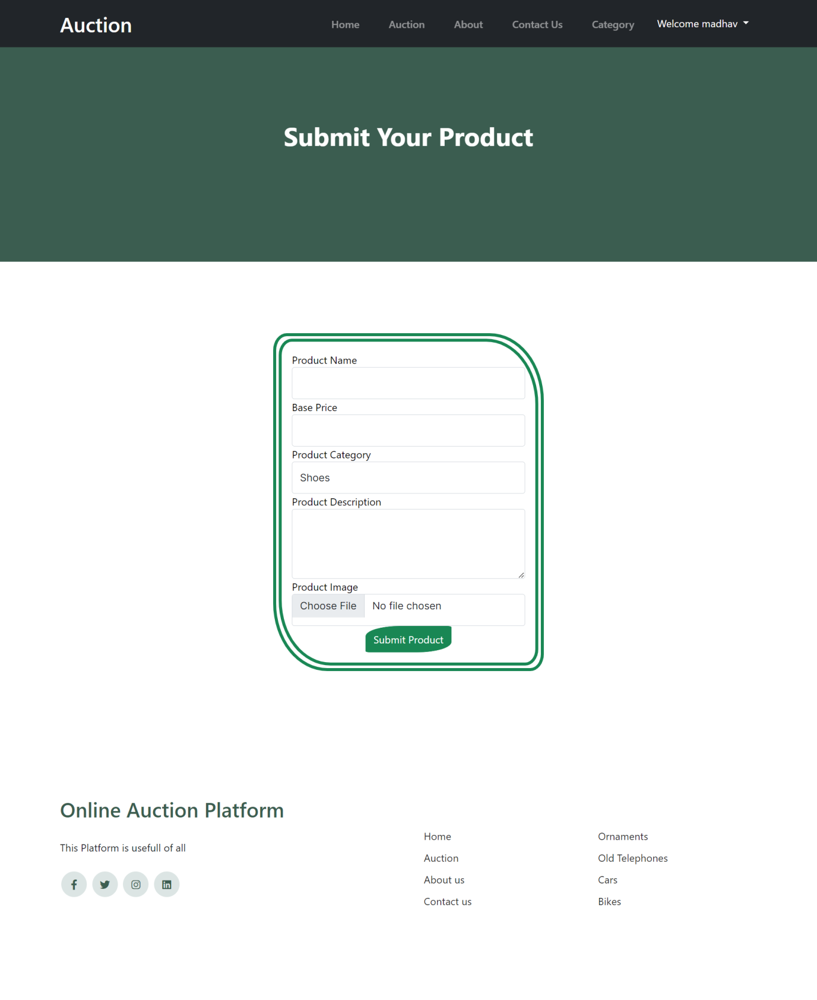 Auction
Home Auction About Contact Us Category Welcome madhav
Submit Your Product
Product Name
Base Price
Product Category
Shoes
Product Description
Product Image
Choose File No file chosen
Submit Product
Online Auction Platform
This Platform is usefull of all
Home
Auction
About us
Contact us
Ornaments
Old Telephones
Cars
Bikes